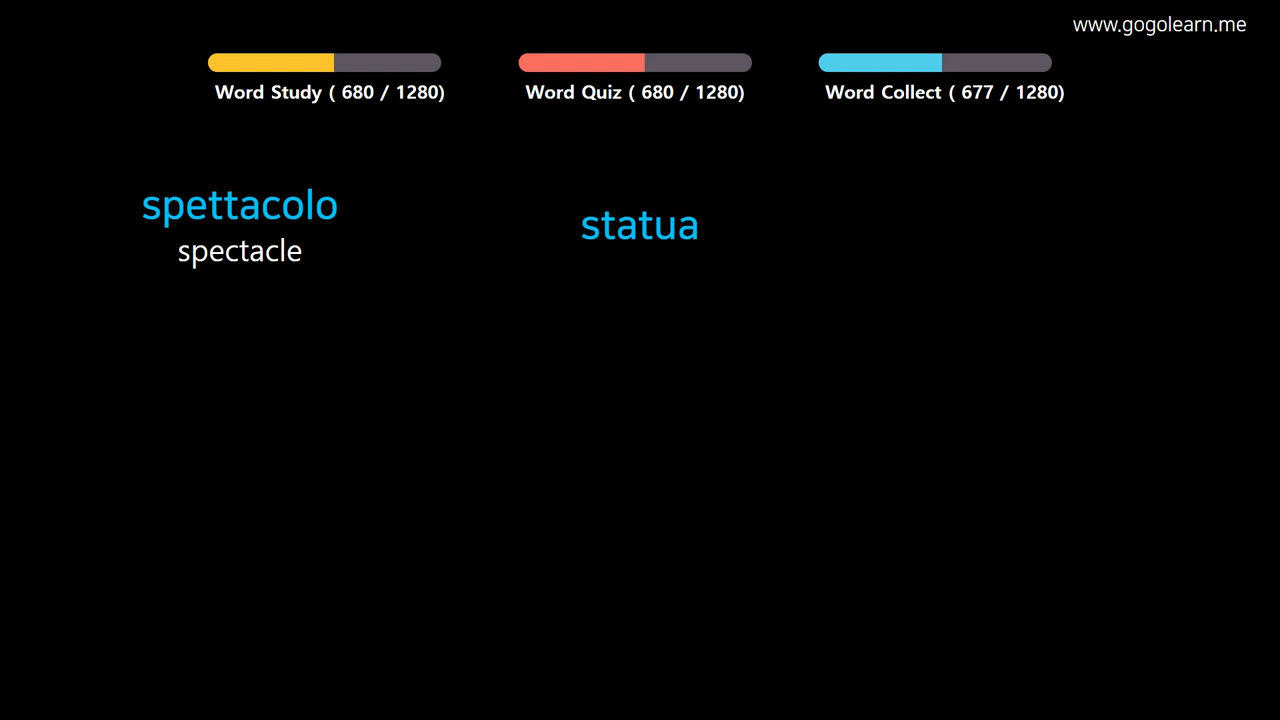 www.gogolearn.me
Word Study ( 680 / 1280)
Word Quiz ( 680 / 1280)
Word Collect ( 677 / 1280)
spettacolo
spectacle
statua